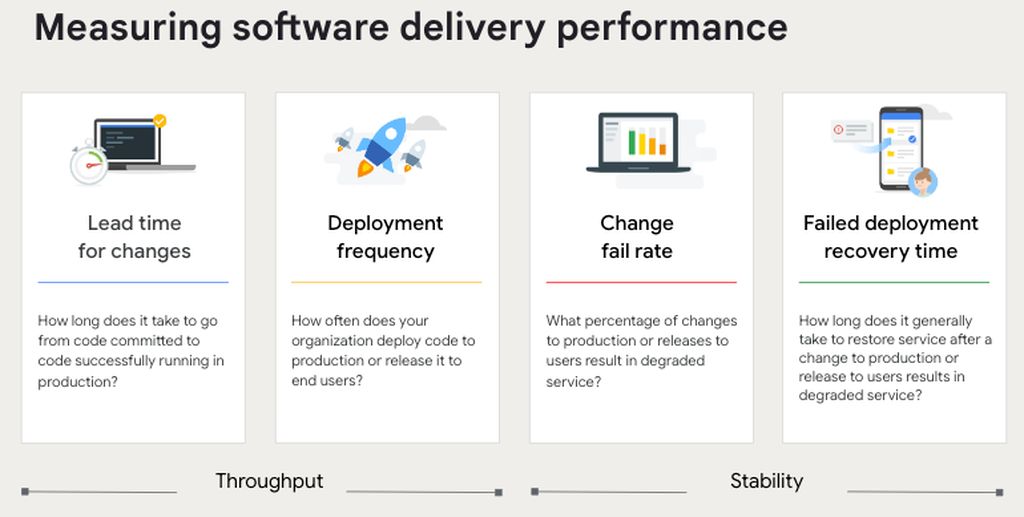 Measuring software delivery performance
Lead time
for changes
How long does it take to go
from code committed to
code successfully running in
production?
Deployment
frequency
How often does your
organization deploy code to
production or release it to
end users?
Change
fail rate
What percentage of changes
to production or releases to
users result in degraded
service?
Failed deployment
recovery time
How long does it generally
take to restore service after a
change to production or
release to users results in
degraded service?
Throughput
Stability